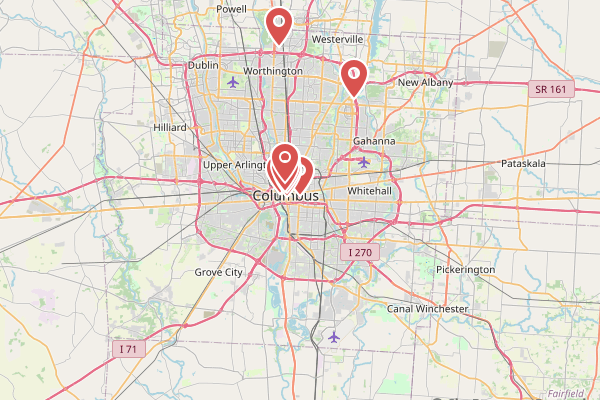 Powell
Westerville
Dublin
Worthington
New Albany
SR 161
Hilliard
Gahanna
Upper Arlington
Pataskala
Whitehall
Columbus
I 270
Grove City
Pickerington
Canal Winchester
I 71
Fairfield